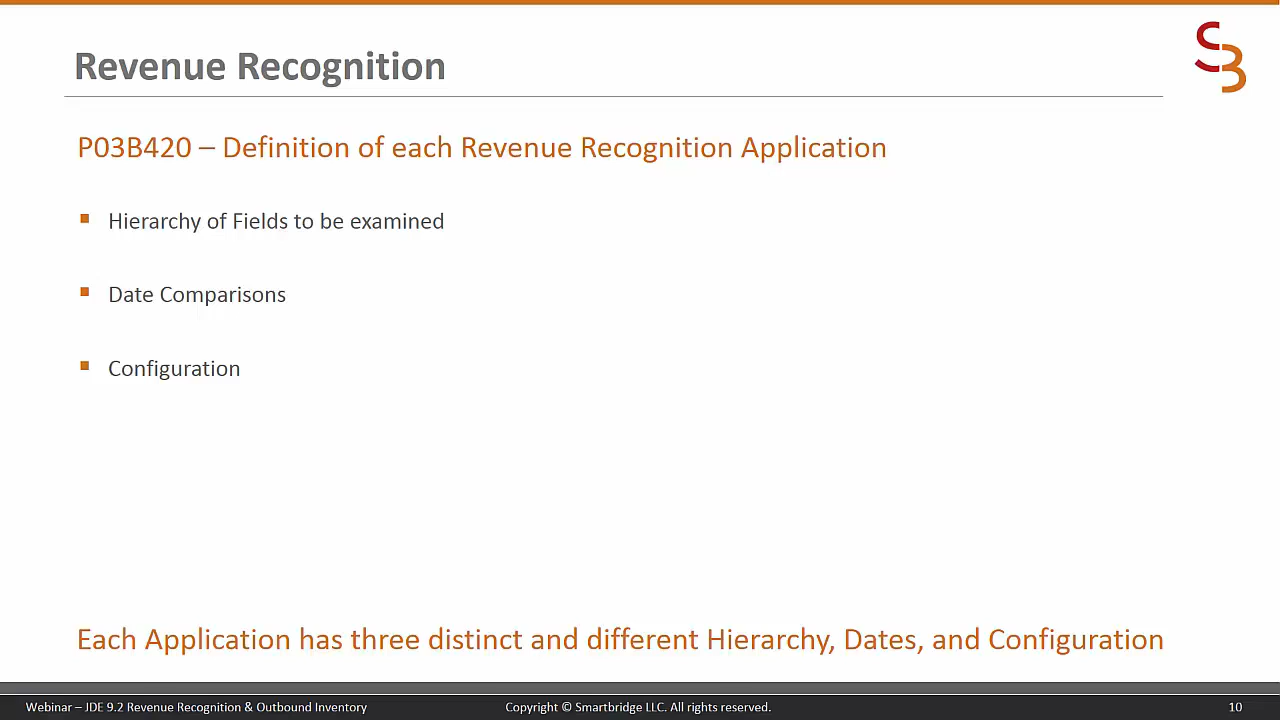 Revenue Recognition
SB
P03B420 – Definition of each Revenue Recognition Application
Hierarchy of Fields to be examined
Date Comparisons
Configuration
Each Application has three distinct and different Hierarchy, Dates, and Configuration
Webinar – JDE 9.2 Revenue Recognition & Outbound Inventory
Copyright © Smartbridge LLC. All rights reserved.
10